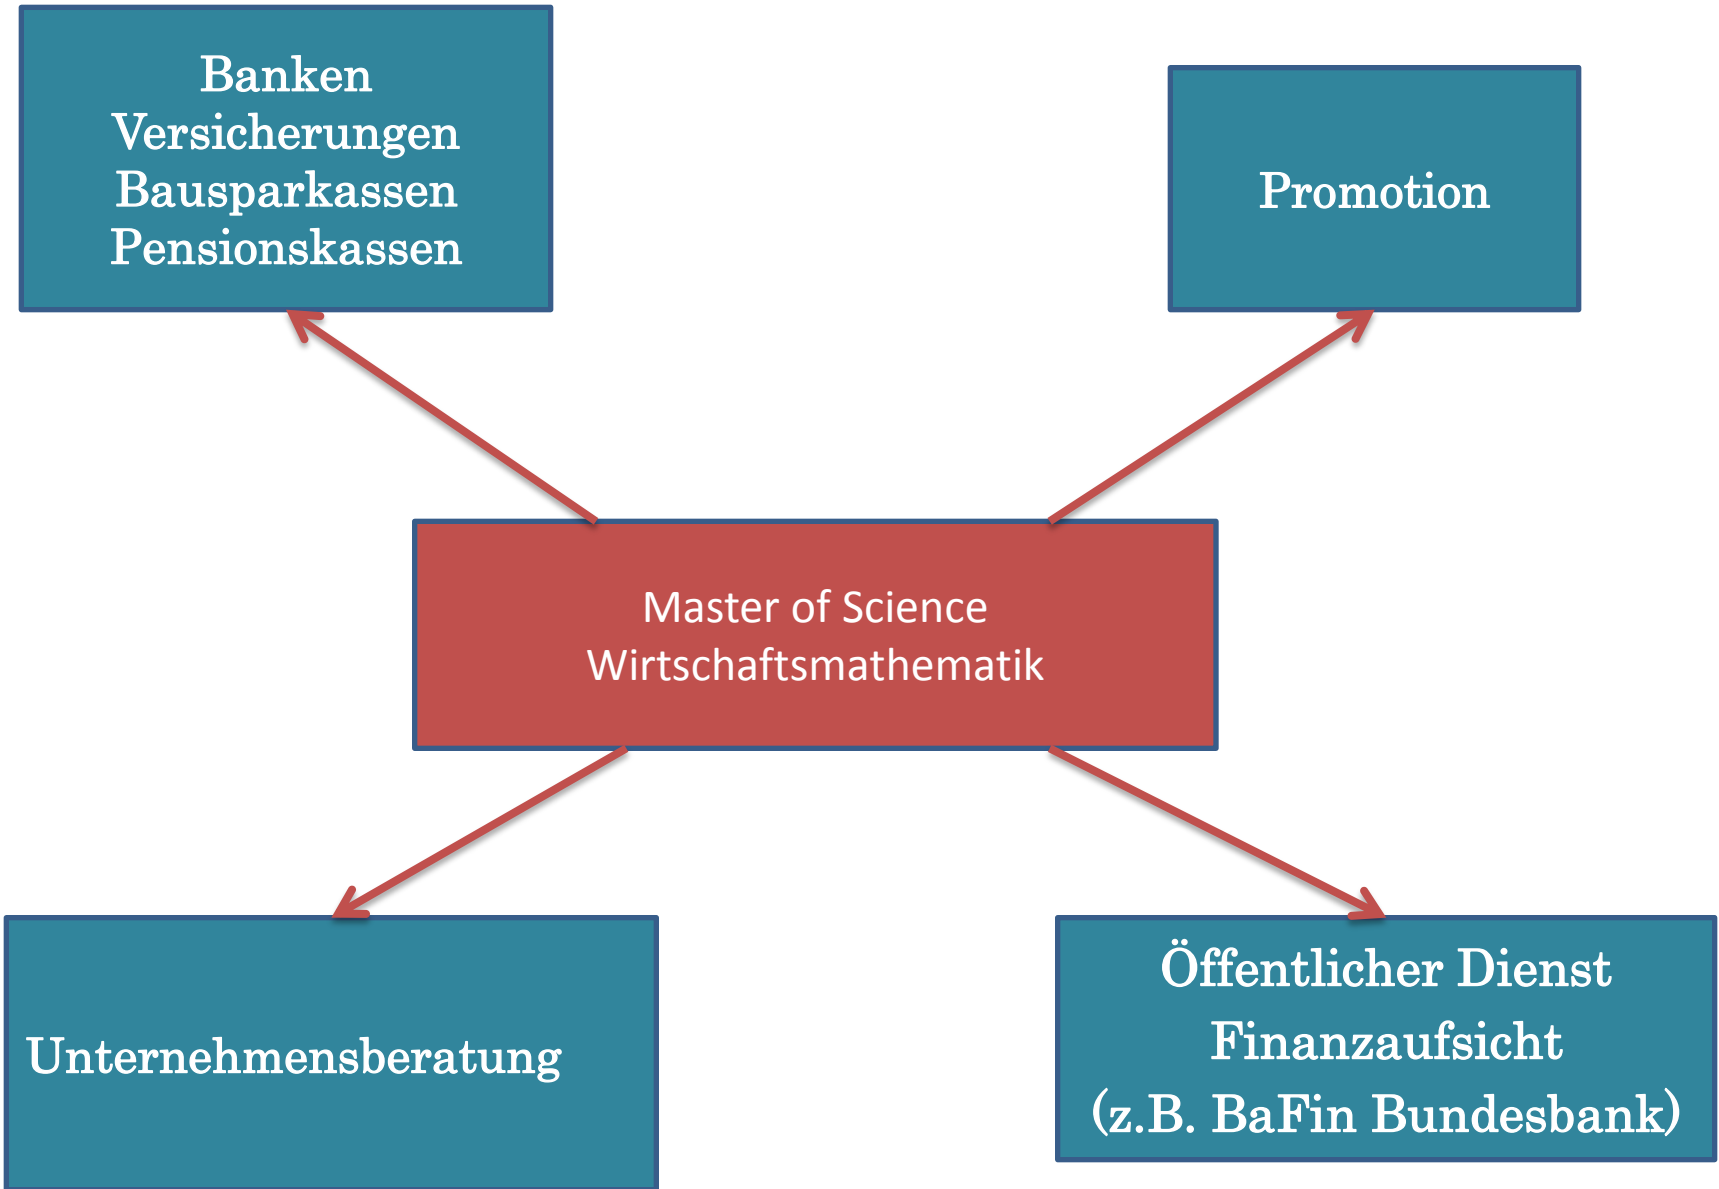 Banken
Versicherungen
Bausparkassen
Pensionskassen
Promotion
Master of Science
Wirtschaftsmathematik
Unternehmensberatung
Öffentlicher Dienst
Finanzaufsicht
(z.B. BaFin Bundesbank)